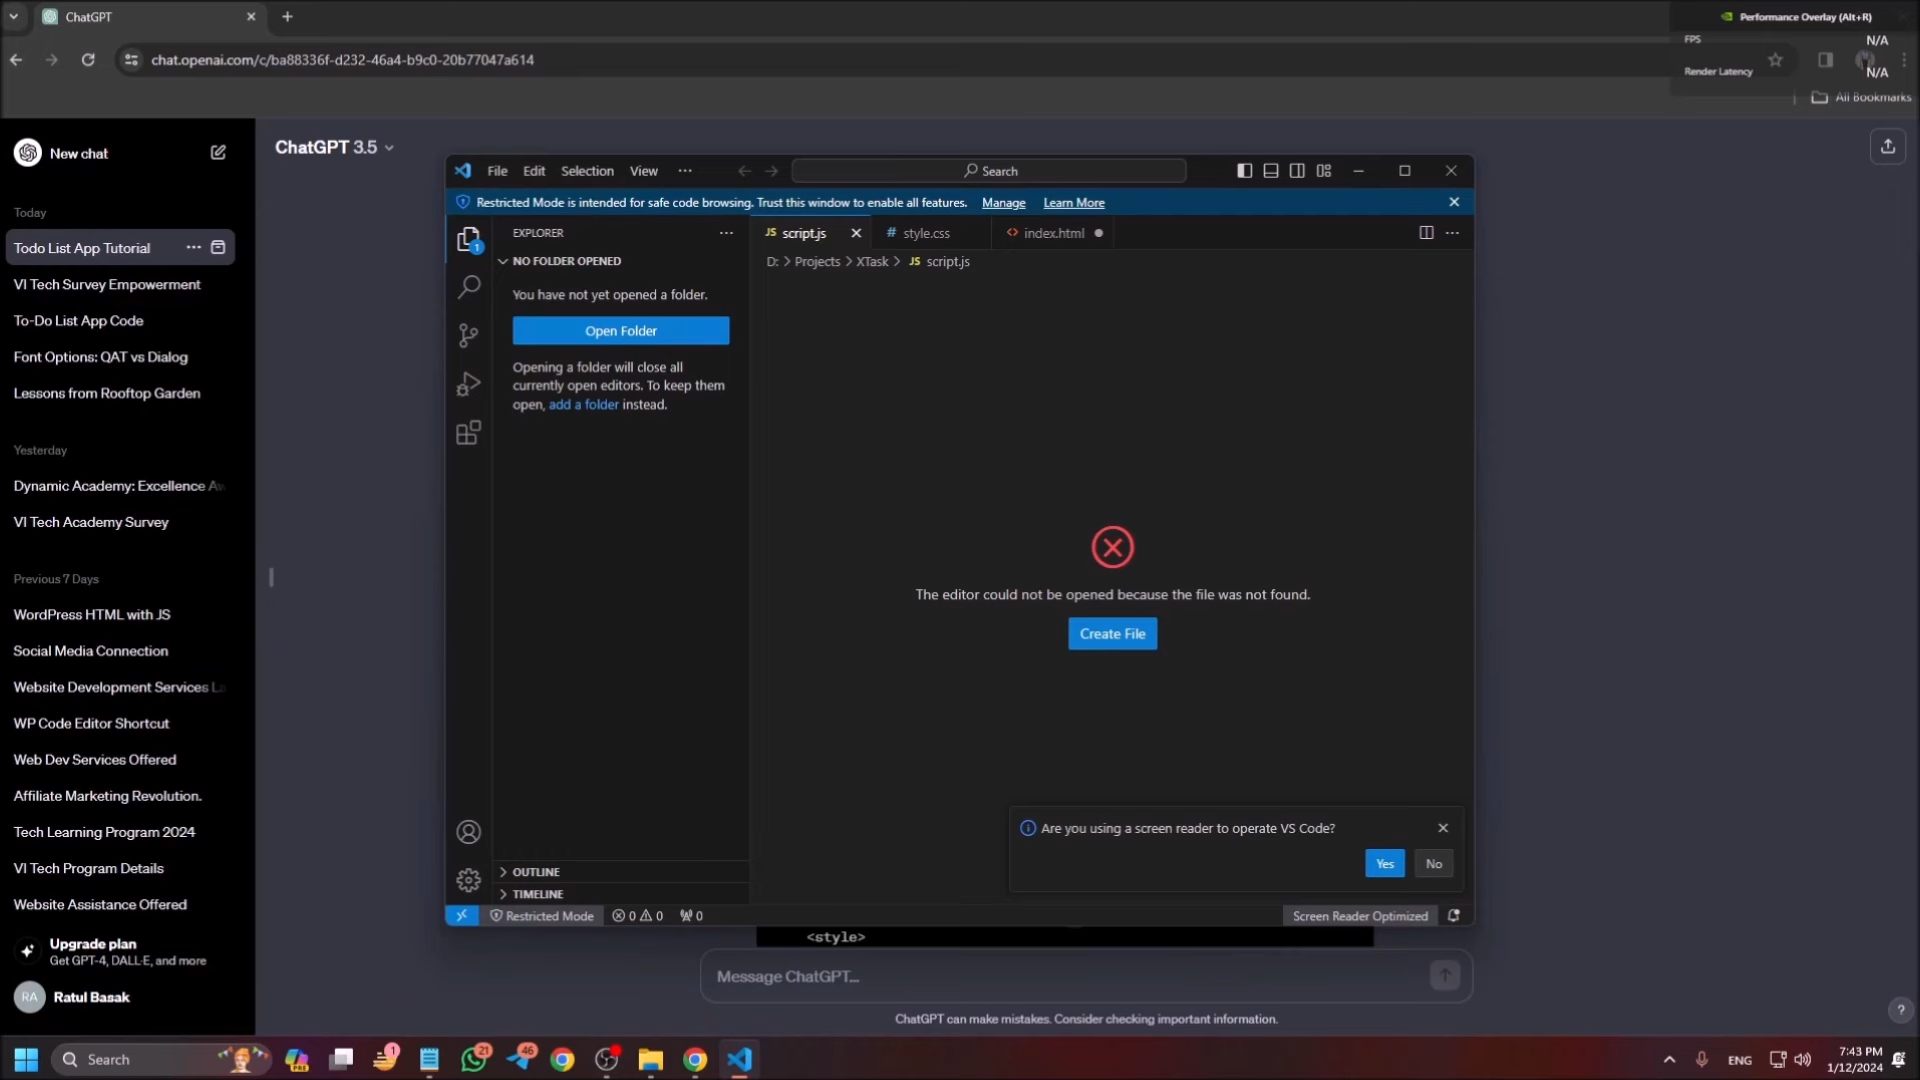 ChatGPT
Performance Overlay (Alt+R)
FPS
N/A
chat.openai.com/c/ba88336f-d232-46a4-b9c0-20b77047a614
Render Latency
N/A
All Bookmarks
New chat
Today
Todo List App Tutorial
VI Tech Survey Empowerment
To-Do List App Code
Font Options: QAT vs Dialog
Lessons from Rooftop Garden
Yesterday
Dynamic Academy: Excellence Aw
VI Tech Academy Survey
Previous 7 Days
WordPress HTML with JS
Social Media Connection
Website Development Services La
WP Code Editor Shortcut
Web Dev Services Offered
Affiliate Marketing Revolution.
Tech Learning Program 2024
VI Tech Program Details
Website Assistance Offered
Upgrade plan
Get GPT-4, DALL·E, and more
RA
Ratul Basak
ChatGPT 3.5
File Edit Selection View
Search
Restricted Mode is intended for safe code browsing. Trust this window to enable all features. Manage Learn More
1
EXPLORER
NO FOLDER OPENED
You have not yet opened a folder.
Open Folder
Opening a folder will close all
currently open editors. To keep them
open, add a folder instead.
OUTLINE
TIMELINE
JS script.js
# style.css
<> index.html
D: > Projects > XTask > JS script.js
The editor could not be opened because the file was not found.
Create File
Are you using a screen reader to operate VS Code?
Yes
No
Restricted Mode
0
0
0
Screen Reader Optimized
<style>
Message ChatGPT...
ChatGPT can make mistakes. Consider checking important information.
?
Search
PRE
1
21
46
ENG
7:43 PM
1/12/2024